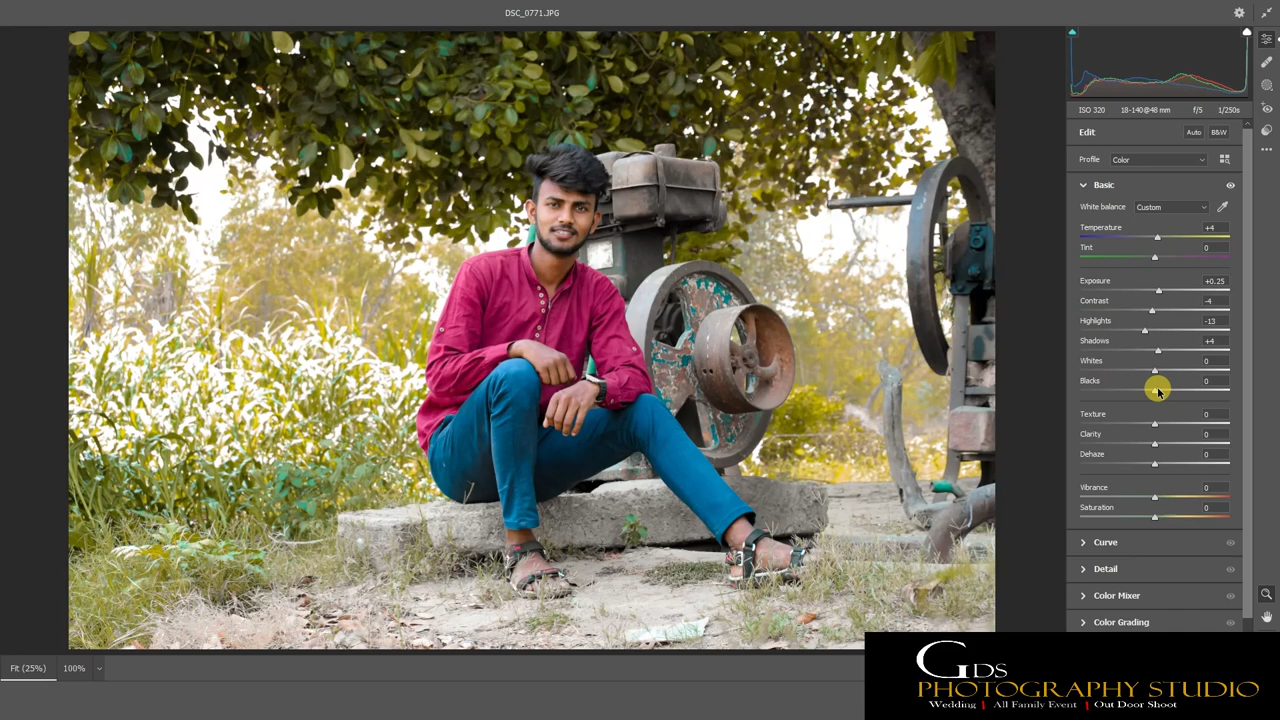 DSC_0771.JPG
ISO 320 18-140@48 mm f/5 1/250s
Edit Auto B&W
Profile Color
Basic
White balance Custom
Temperature +4
Tint 0
Exposure +0.25
Contrast -4
Highlights -13
Shadows +4
Whites 0
Blacks 0
Texture 0
Clarity 0
Dehaze 0
Vibrance 0
Saturation 0
Curve
Detail
Color Mixer
Color Grading
Fit (25%) 100%
GDS
PHOTOGRAPHY STUDIO
Wedding | All Family Event | Out Door Shoot